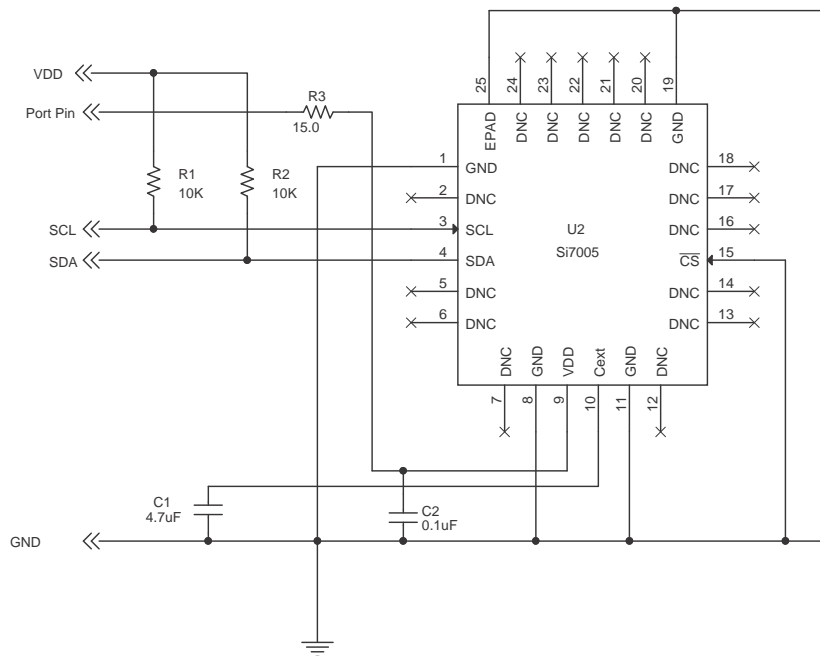 VDD
Port Pin
R3
15.0
R1
10K
R2
10K
SCL
SDA
25
24
23
22
21
20
19
EPAD
DNC
DNC
DNC
DNC
DNC
GND
1
GND
2
DNC
3
SCL
4
SDA
5
DNC
6
DNC
U2
Si7005
DNC
18
DNC
17
DNC
16
CS
15
DNC
14
DNC
13
DNC
GND
VDD
Cext
GND
DNC
7
8
9
10
11
12
C1
4.7uF
C2
0.1uF
GND